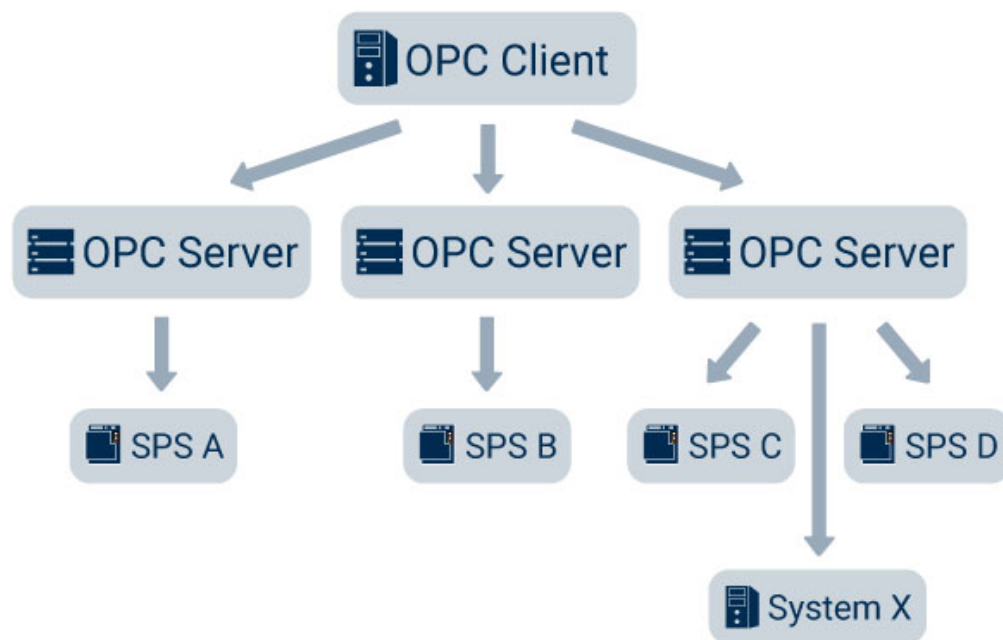 OPC Client
OPC Server
OPC Server
OPC Server
SPS A
SPS B
SPS C
SPS D
System X